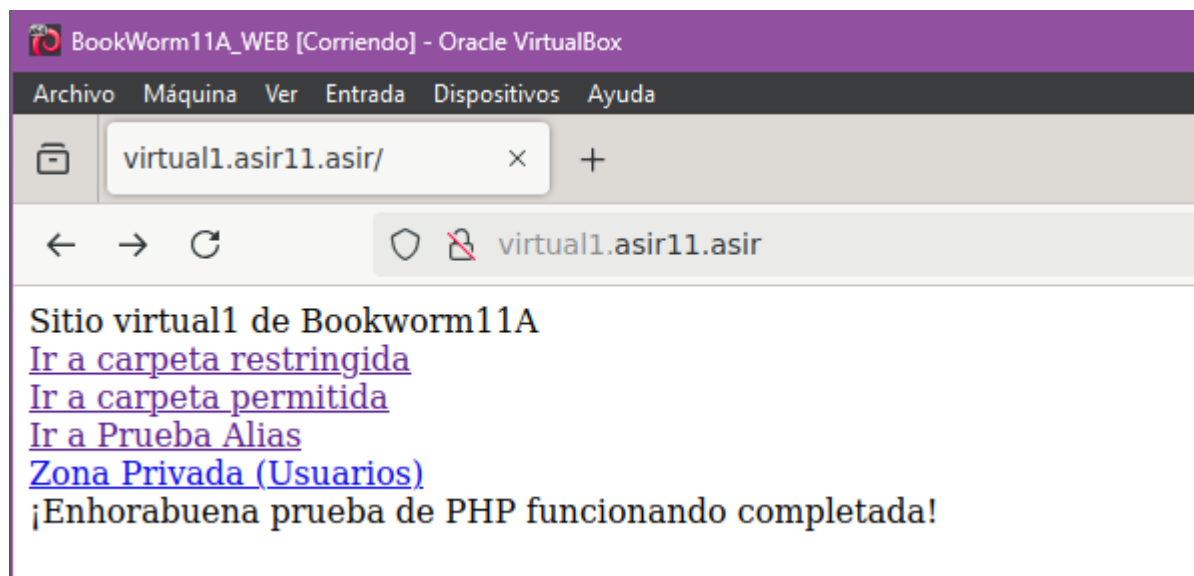 BookWorm11A_WEB [Corriendo] - Oracle VirtualBox
Archivo Máquina Ver Entrada Dispositivos Ayuda
virtual1.asir11.asir/
virtual1.asir11.asir
Sitio virtual1 de Bookworm11A
Ir a carpeta restringida
Ir a carpeta permitida
Ir a Prueba Alias
Zona Privada (Usuarios)
¡Enhorabuena prueba de PHP funcionando completada!